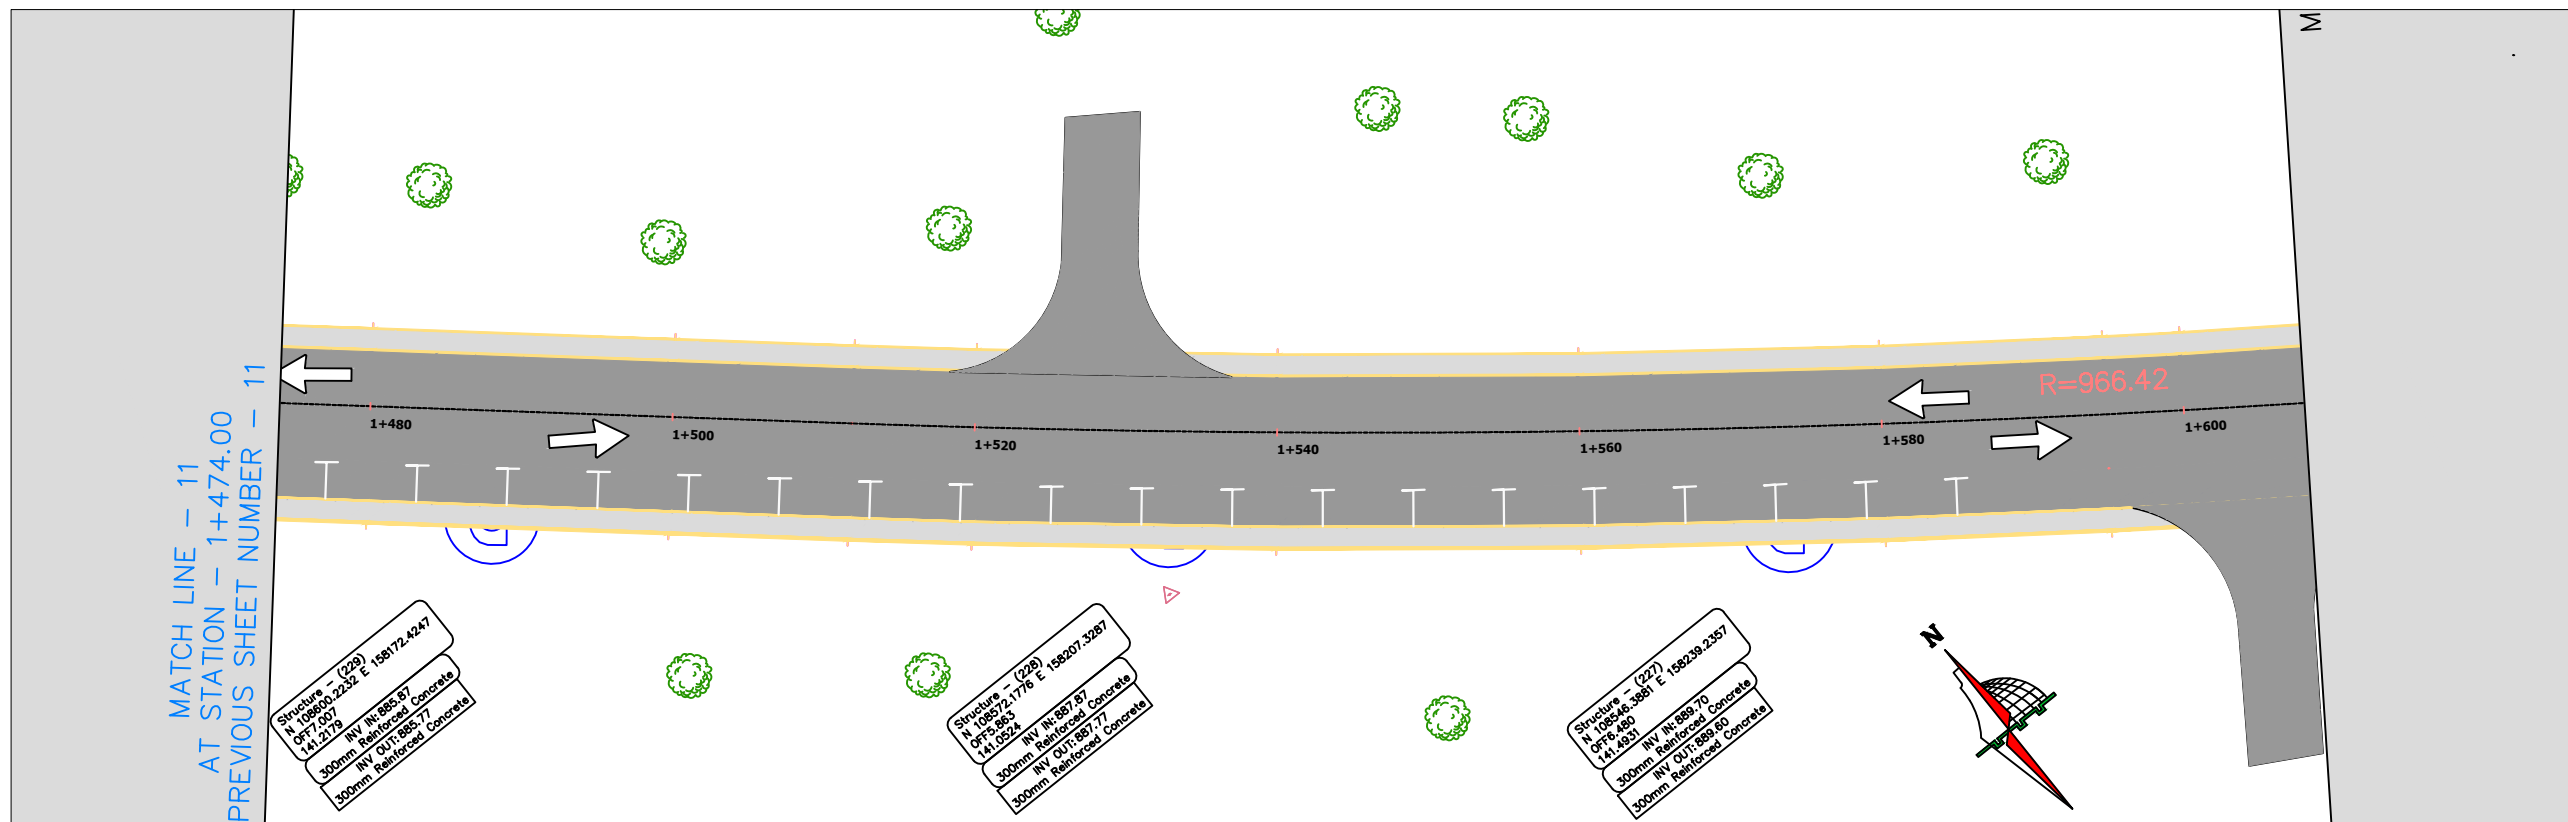 M
MATCH LINE – 11
AT STATION – 1+474.00
PREVIOUS SHEET NUMBER – 11
R=966.42
1+480
1+500
1+520
1+540
1+560
1+580
1+600
Structure – (229)
N 108600.2232 E 158172.4247
OFF7.007
141.2179
INV IN:885.87
300mm Reinforced Concrete
INV OUT:885.77
300mm Reinforced Concrete
Structure – (228)
N 108572.1776 E 158207.3287
OFF5.863
141.0524
INV IN:887.87
300mm Reinforced Concrete
INV OUT:887.77
300mm Reinforced Concrete
Structure – (227)
N 108546.3881 E 158239.2357
OFF6.480
141.4931
INV IN:889.70
300mm Reinforced Concrete
INV OUT:889.60
300mm Reinforced Concrete
N